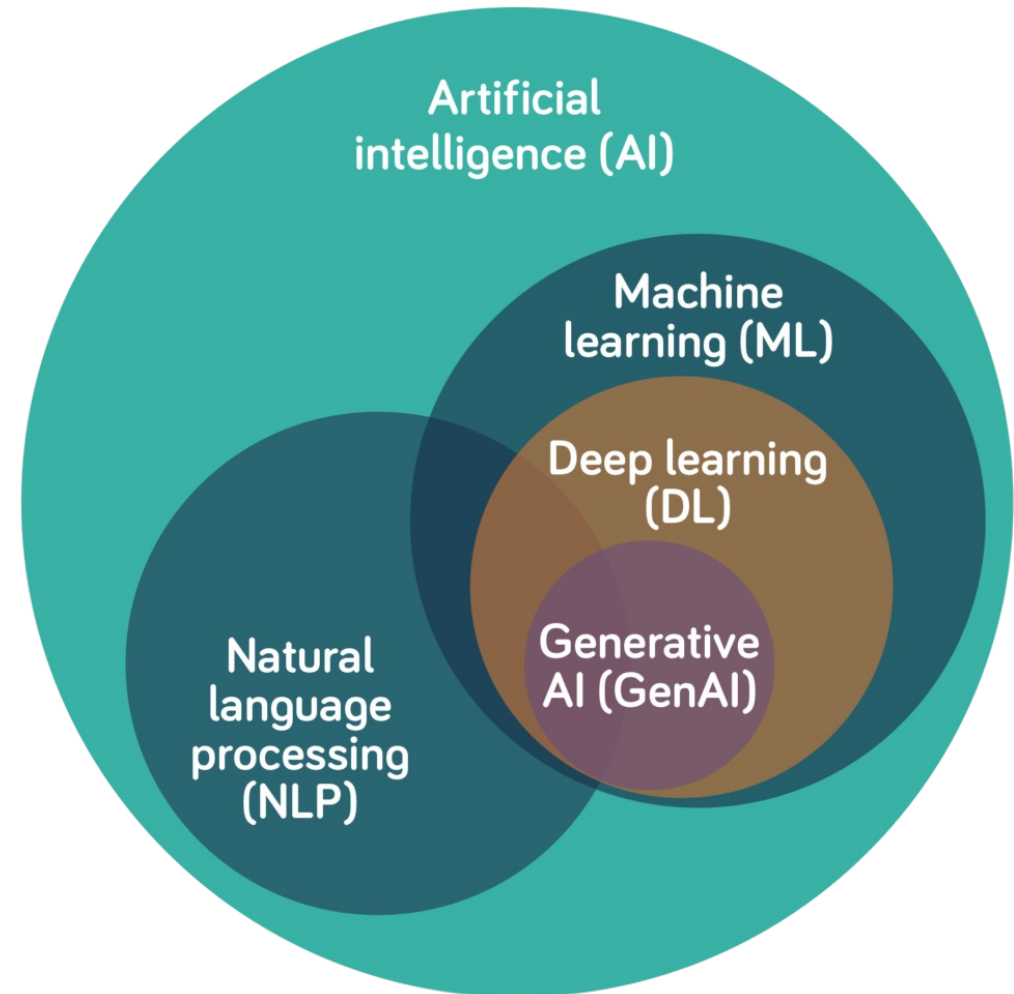 Artificial
intelligence (AI)
Machine
learning (ML)
Deep learning
(DL)
Generative
AI (GenAI)
Natural
language
processing
(NLP)